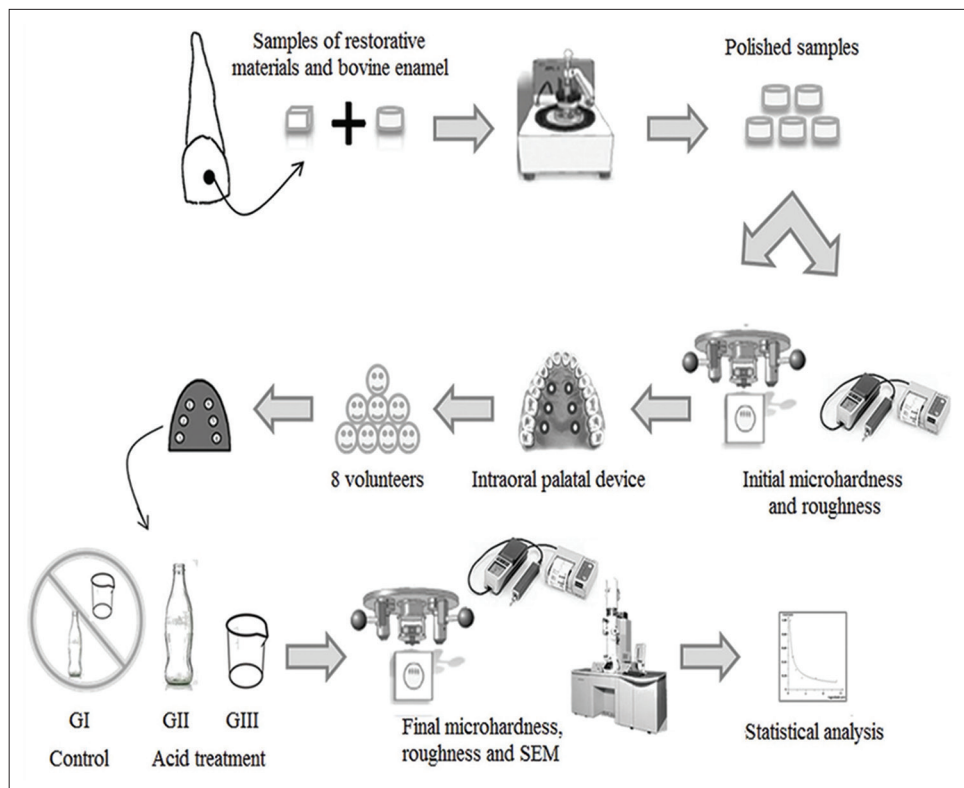 Samples of restorative
materials and bovine enamel
Polished samples
8 volunteers
Intraoral palatal device
Initial microhardness
and roughness
GI
GII
GIII
Control
Acid treatment
Final microhardness,
roughness and SEM
Statistical analysis